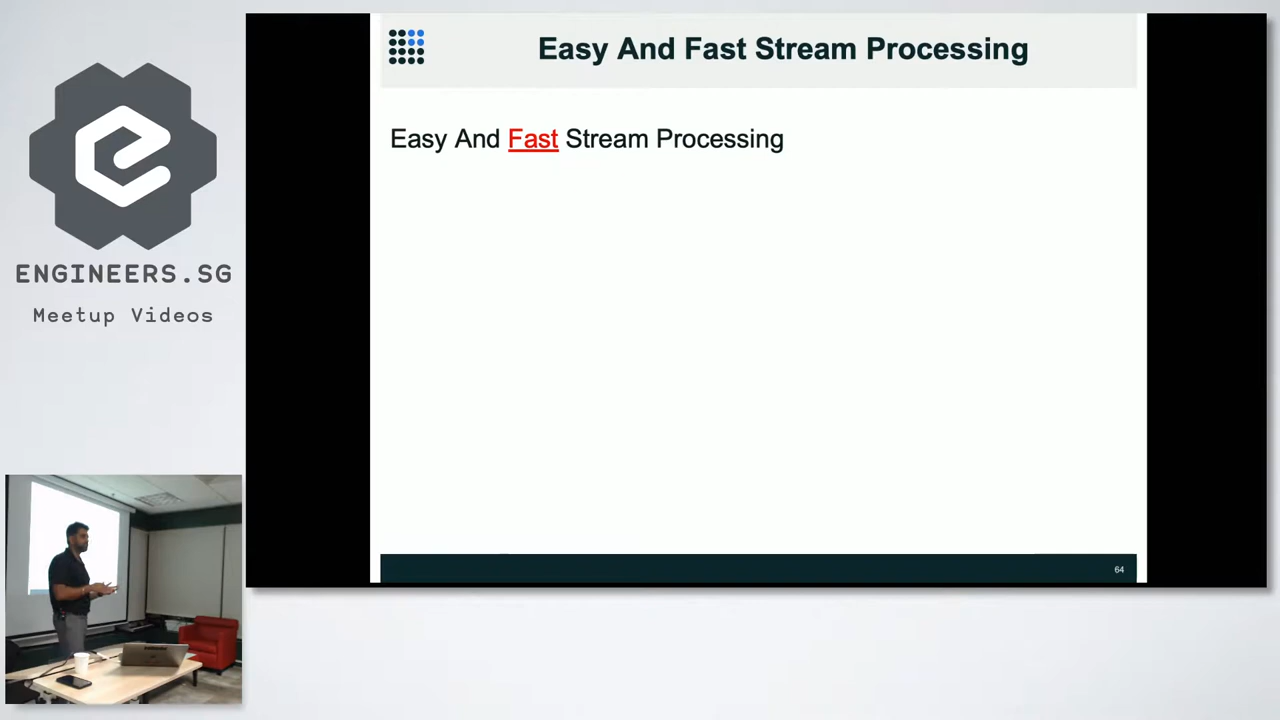 ENGINEERS.SG
Meetup Videos
Easy And Fast Stream Processing
Easy And Fast Stream Processing
64